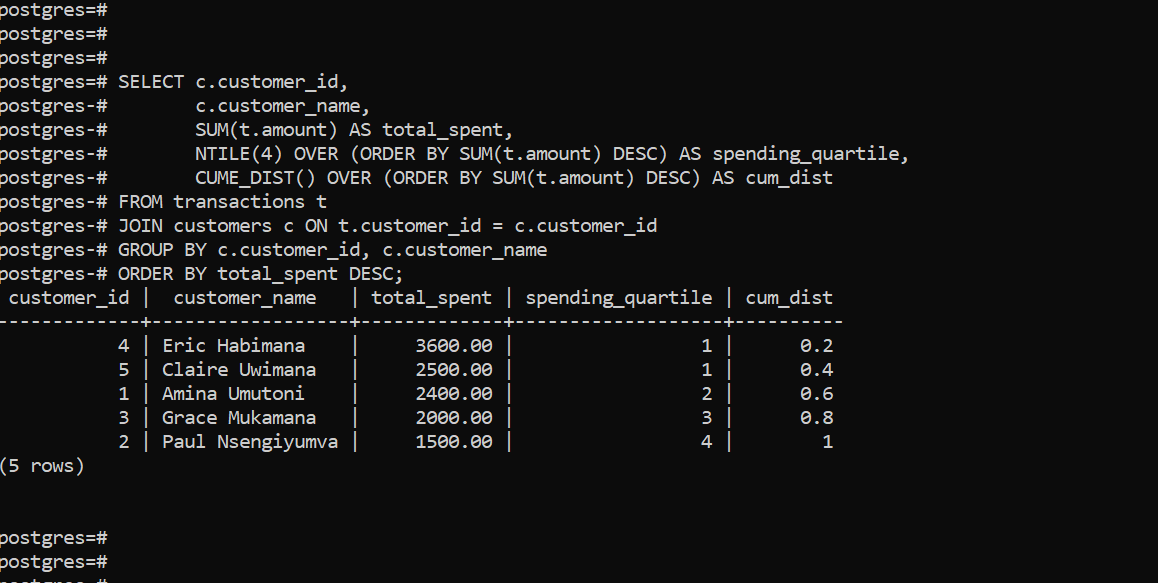 postgres=#
postgres=#
postgres=#
postgres=# SELECT c.customer_id,
postgres-#        c.customer_name,
postgres-#        SUM(t.amount) AS total_spent,
postgres-#        NTILE(4) OVER (ORDER BY SUM(t.amount) DESC) AS spending_quartile,
postgres-#        CUME_DIST() OVER (ORDER BY SUM(t.amount) DESC) AS cum_dist
postgres-# FROM transactions t
postgres-# JOIN customers c ON t.customer_id = c.customer_id
postgres-# GROUP BY c.customer_id, c.customer_name
postgres-# ORDER BY total_spent DESC;
 customer_id |  customer_name   | total_spent | spending_quartile | cum_dist
-------------+------------------+-------------+-------------------+----------
           4 | Eric Habimana    |     3600.00 |                 1 |      0.2
           5 | Claire Uwimana   |     2500.00 |                 1 |      0.4
           1 | Amina Umutoni    |     2400.00 |                 2 |      0.6
           3 | Grace Mukamana   |     2000.00 |                 3 |      0.8
           2 | Paul Nsengiyumva |     1500.00 |                 4 |        1
(5 rows)
postgres=#
postgres=#